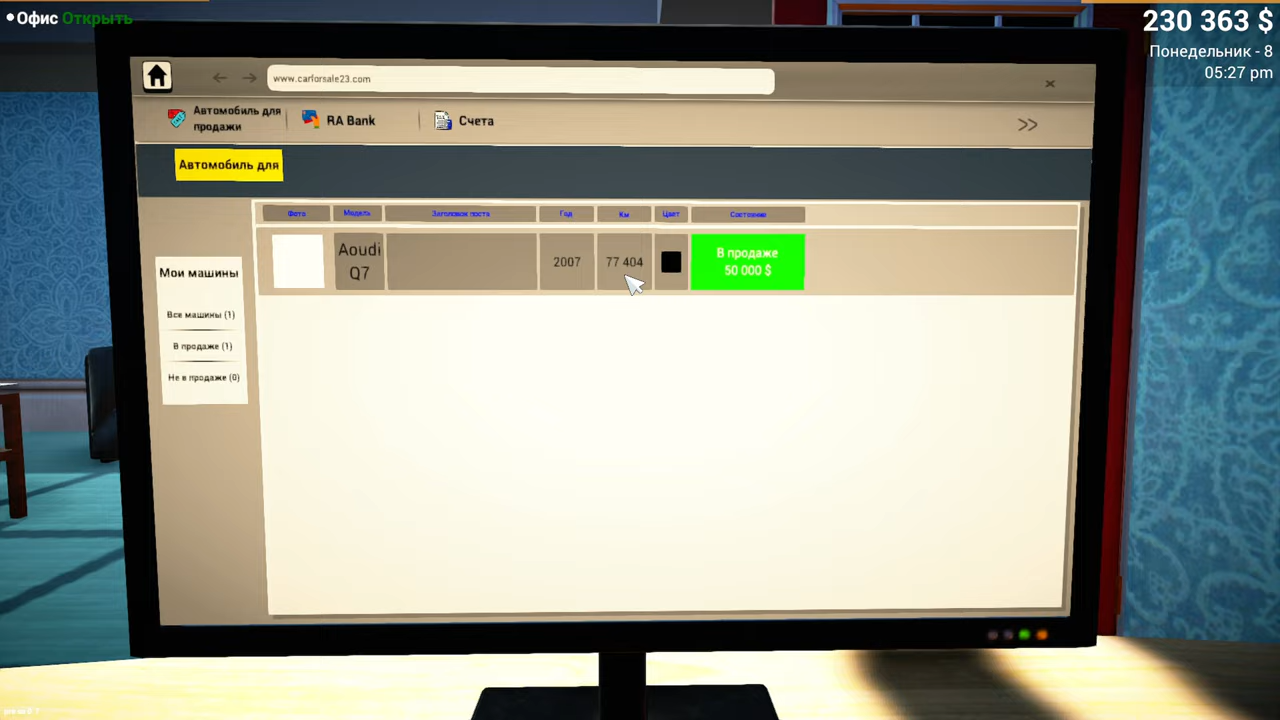 Офис Открыть
230 363 $
Понедельник - 8
05:27 pm
www.carforsale23.com
Автомобиль для
продажи
RA Bank
Счета
>>
Автомобиль для
Фото Модель Заголовок поста Год Км Цвет Состояние
Aoudi
Q7
2007
77 404
В продаже
50 000 $
Мои машины
Все машины (1)
В продаже (1)
Не в продаже (0)